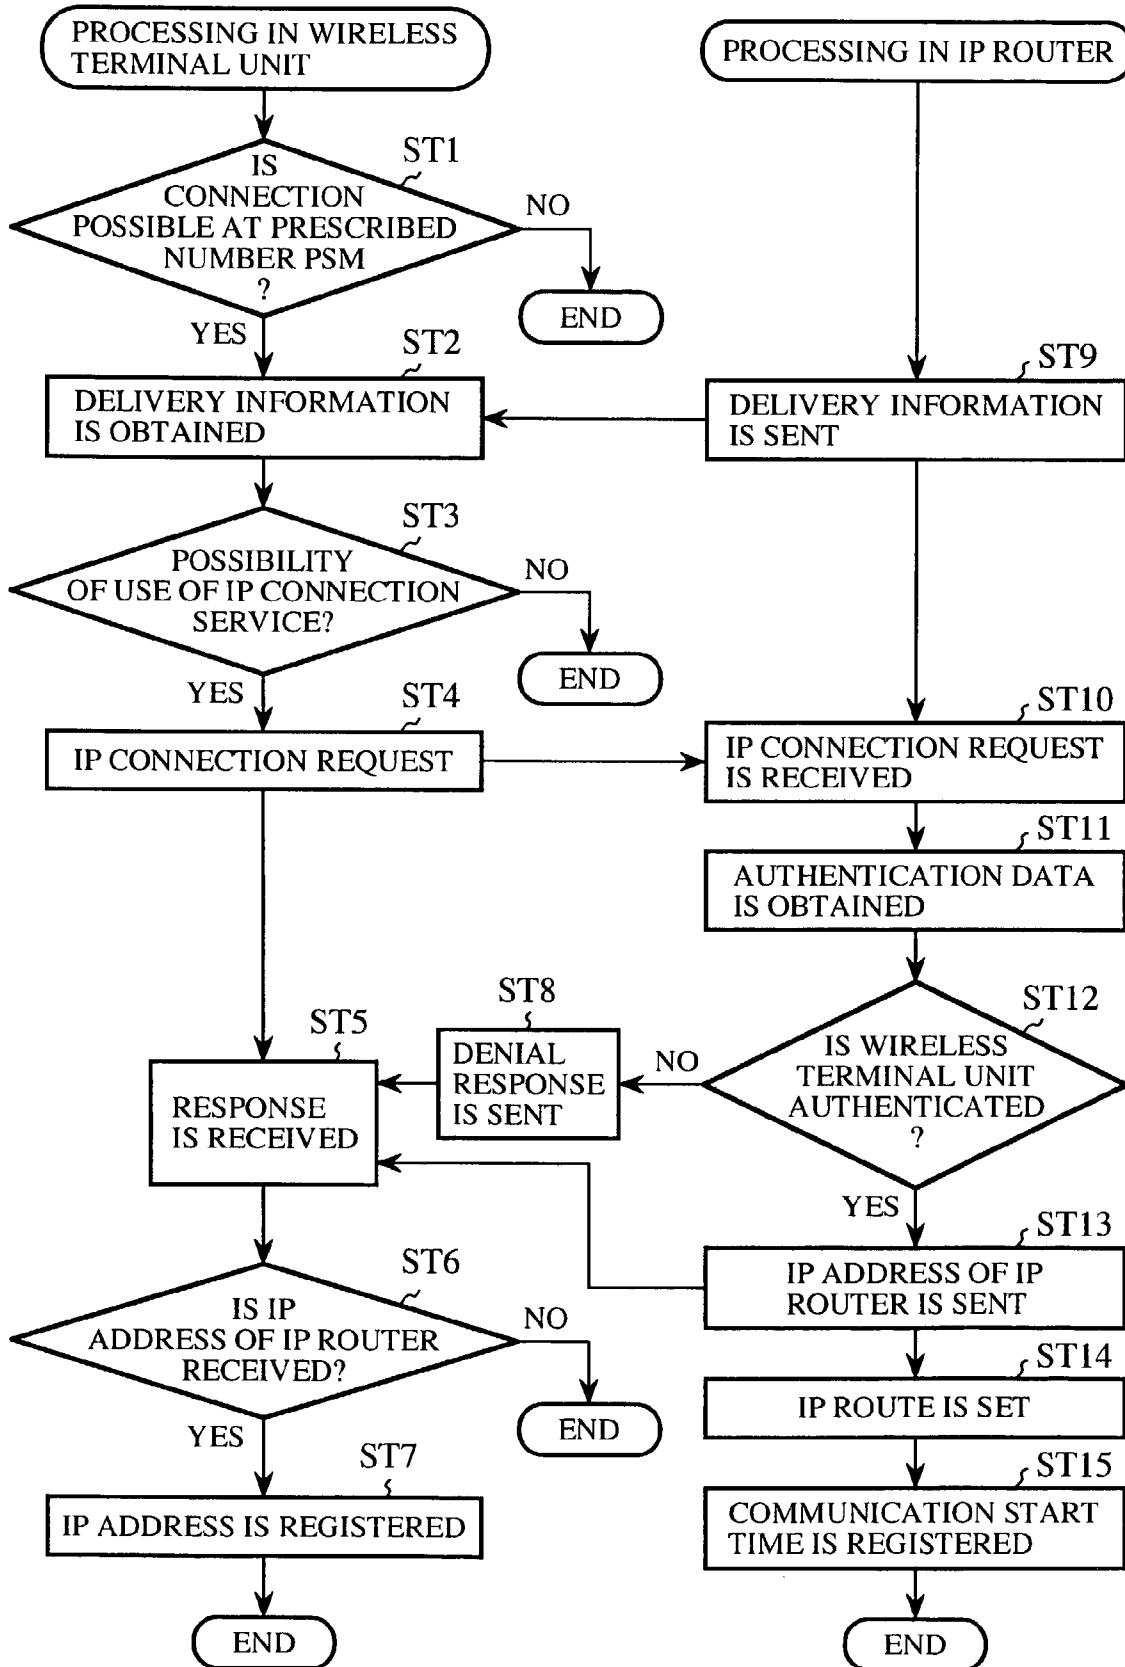 PROCESSING IN WIRELESS
TERMINAL UNIT
PROCESSING IN IP ROUTER
ST1
IS
CONNECTION
POSSIBLE AT PRESCRIBED
NUMBER PSM
?
NO
END
YES
ST2
DELIVERY INFORMATION
IS OBTAINED
ST9
DELIVERY INFORMATION
IS SENT
ST3
POSSIBILITY
OF USE OF IP CONNECTION
SERVICE?
NO
END
YES
ST4
IP CONNECTION REQUEST
ST10
IP CONNECTION REQUEST
IS RECEIVED
ST11
AUTHENTICATION DATA
IS OBTAINED
ST12
IS WIRELESS
TERMINAL UNIT
AUTHENTICATED
?
NO
ST8
DENIAL
RESPONSE
IS SENT
ST5
RESPONSE
IS RECEIVED
YES
ST13
IP ADDRESS OF IP
ROUTER IS SENT
ST6
IS IP
ADDRESS OF IP ROUTER
RECEIVED?
NO
END
YES
ST14
IP ROUTE IS SET
ST7
IP ADDRESS IS REGISTERED
ST15
COMMUNICATION START
TIME IS REGISTERED
END
END